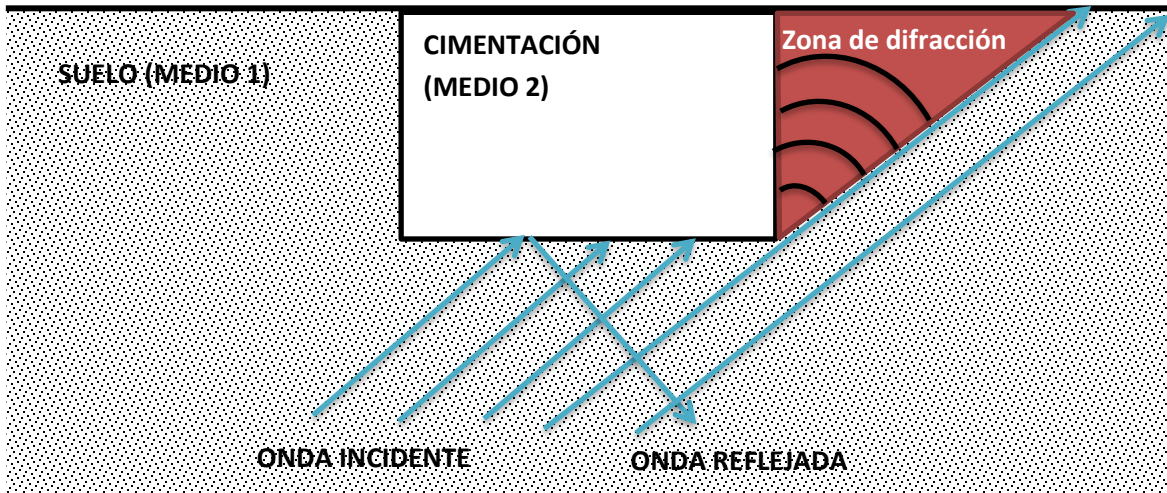 CIMENTACIÓN
(MEDIO 2)
Zona de difracción
SUELO (MEDIO 1)
ONDA INCIDENTE
ONDA REFLEJADA